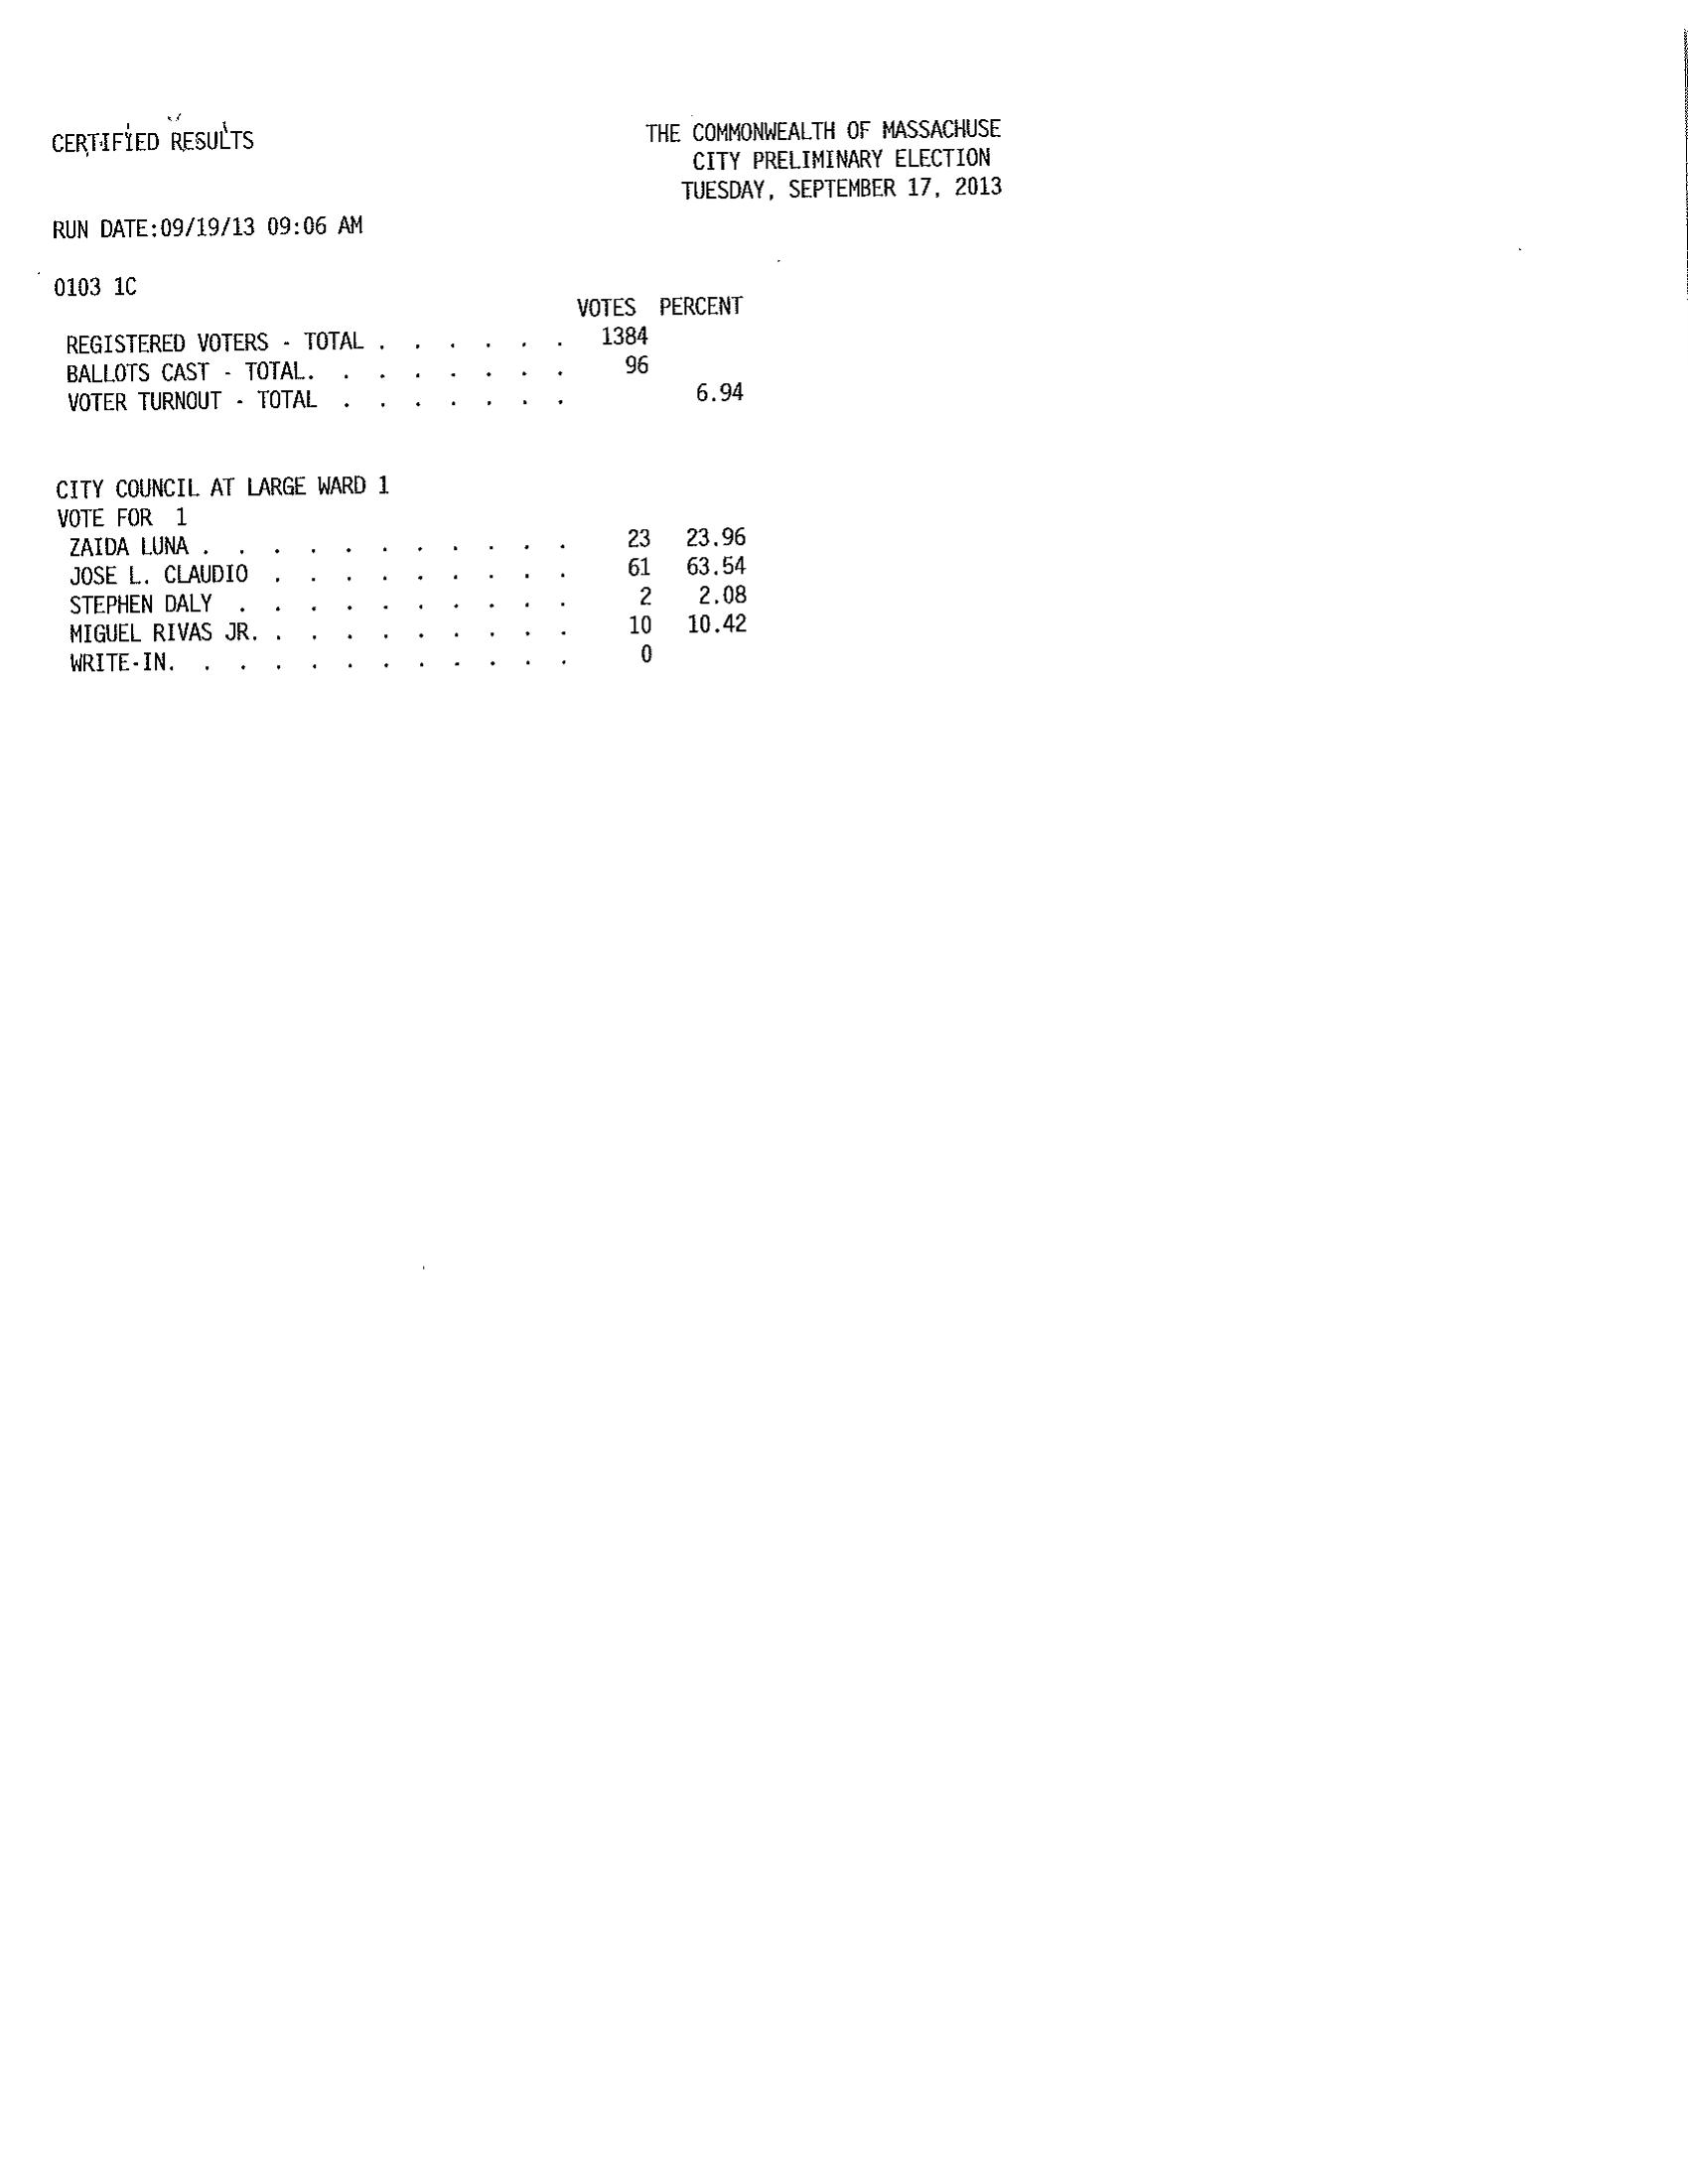 CERTIFIED RESULTS
THE COMMONWEALTH OF MASSACHUSE
CITY PRELIMINARY ELECTION
TUESDAY, SEPTEMBER 17, 2013
RUN DATE:09/19/13 09:06 AM
0103 1C
VOTES PERCENT
REGISTERED VOTERS - TOTAL . . . . . . 1384
BALLOTS CAST - TOTAL. . . . . . . . 96
VOTER TURNOUT - TOTAL . . . . . . . 6.94
CITY COUNCIL AT LARGE WARD 1
VOTE FOR 1
ZAIDA LUNA . . . . . . . . . . . 23 23.96
JOSE L. CLAUDIO . . . . . . . . . 61 63.54
STEPHEN DALY . . . . . . . . . . 2 2.08
MIGUEL RIVAS JR. . . . . . . . . . 10 10.42
WRITE-IN. . . . . . . . . . . . 0